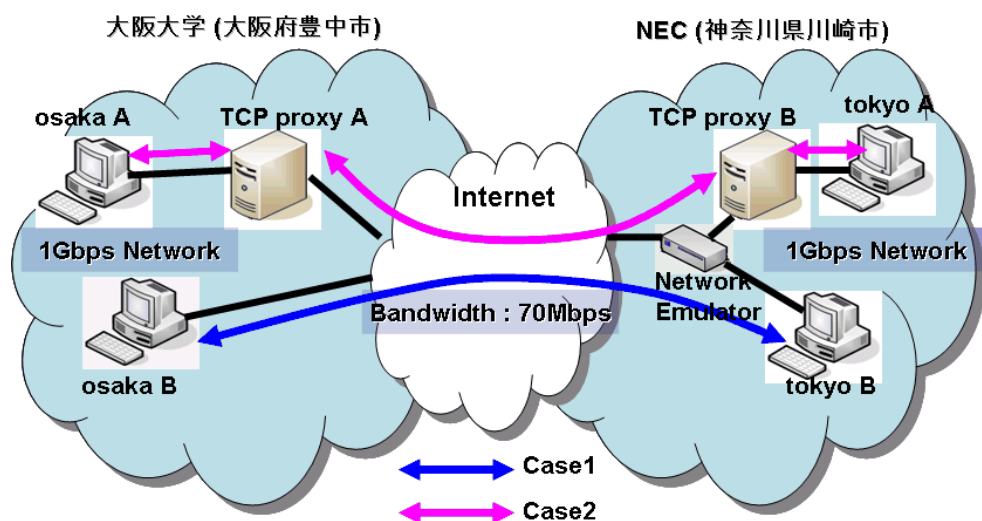 大阪大学 (大阪府豊中市)
NEC (神奈川県川崎市)
osaka A
TCP proxy A
TCP proxy B
tokyo A
Internet
1Gbps Network
1Gbps Network
Network
Emulator
Bandwidth : 70Mbps
osaka B
tokyo B
Case1
Case2